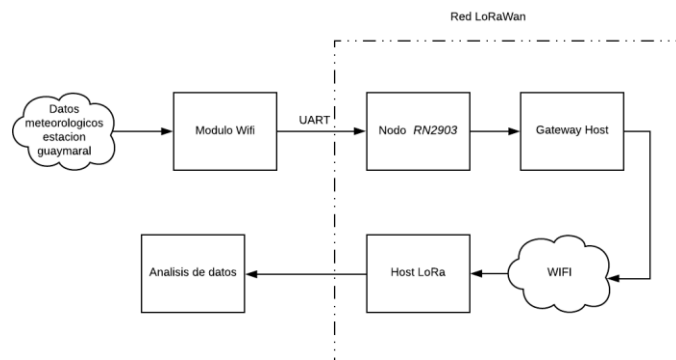 Red LoRaWan
Datos
meteorologicos
estacion
guaymaral
Modulo Wifi
UART
Nodo RN2903
Gateway Host
Analisis de datos
Host LoRa
WIFI